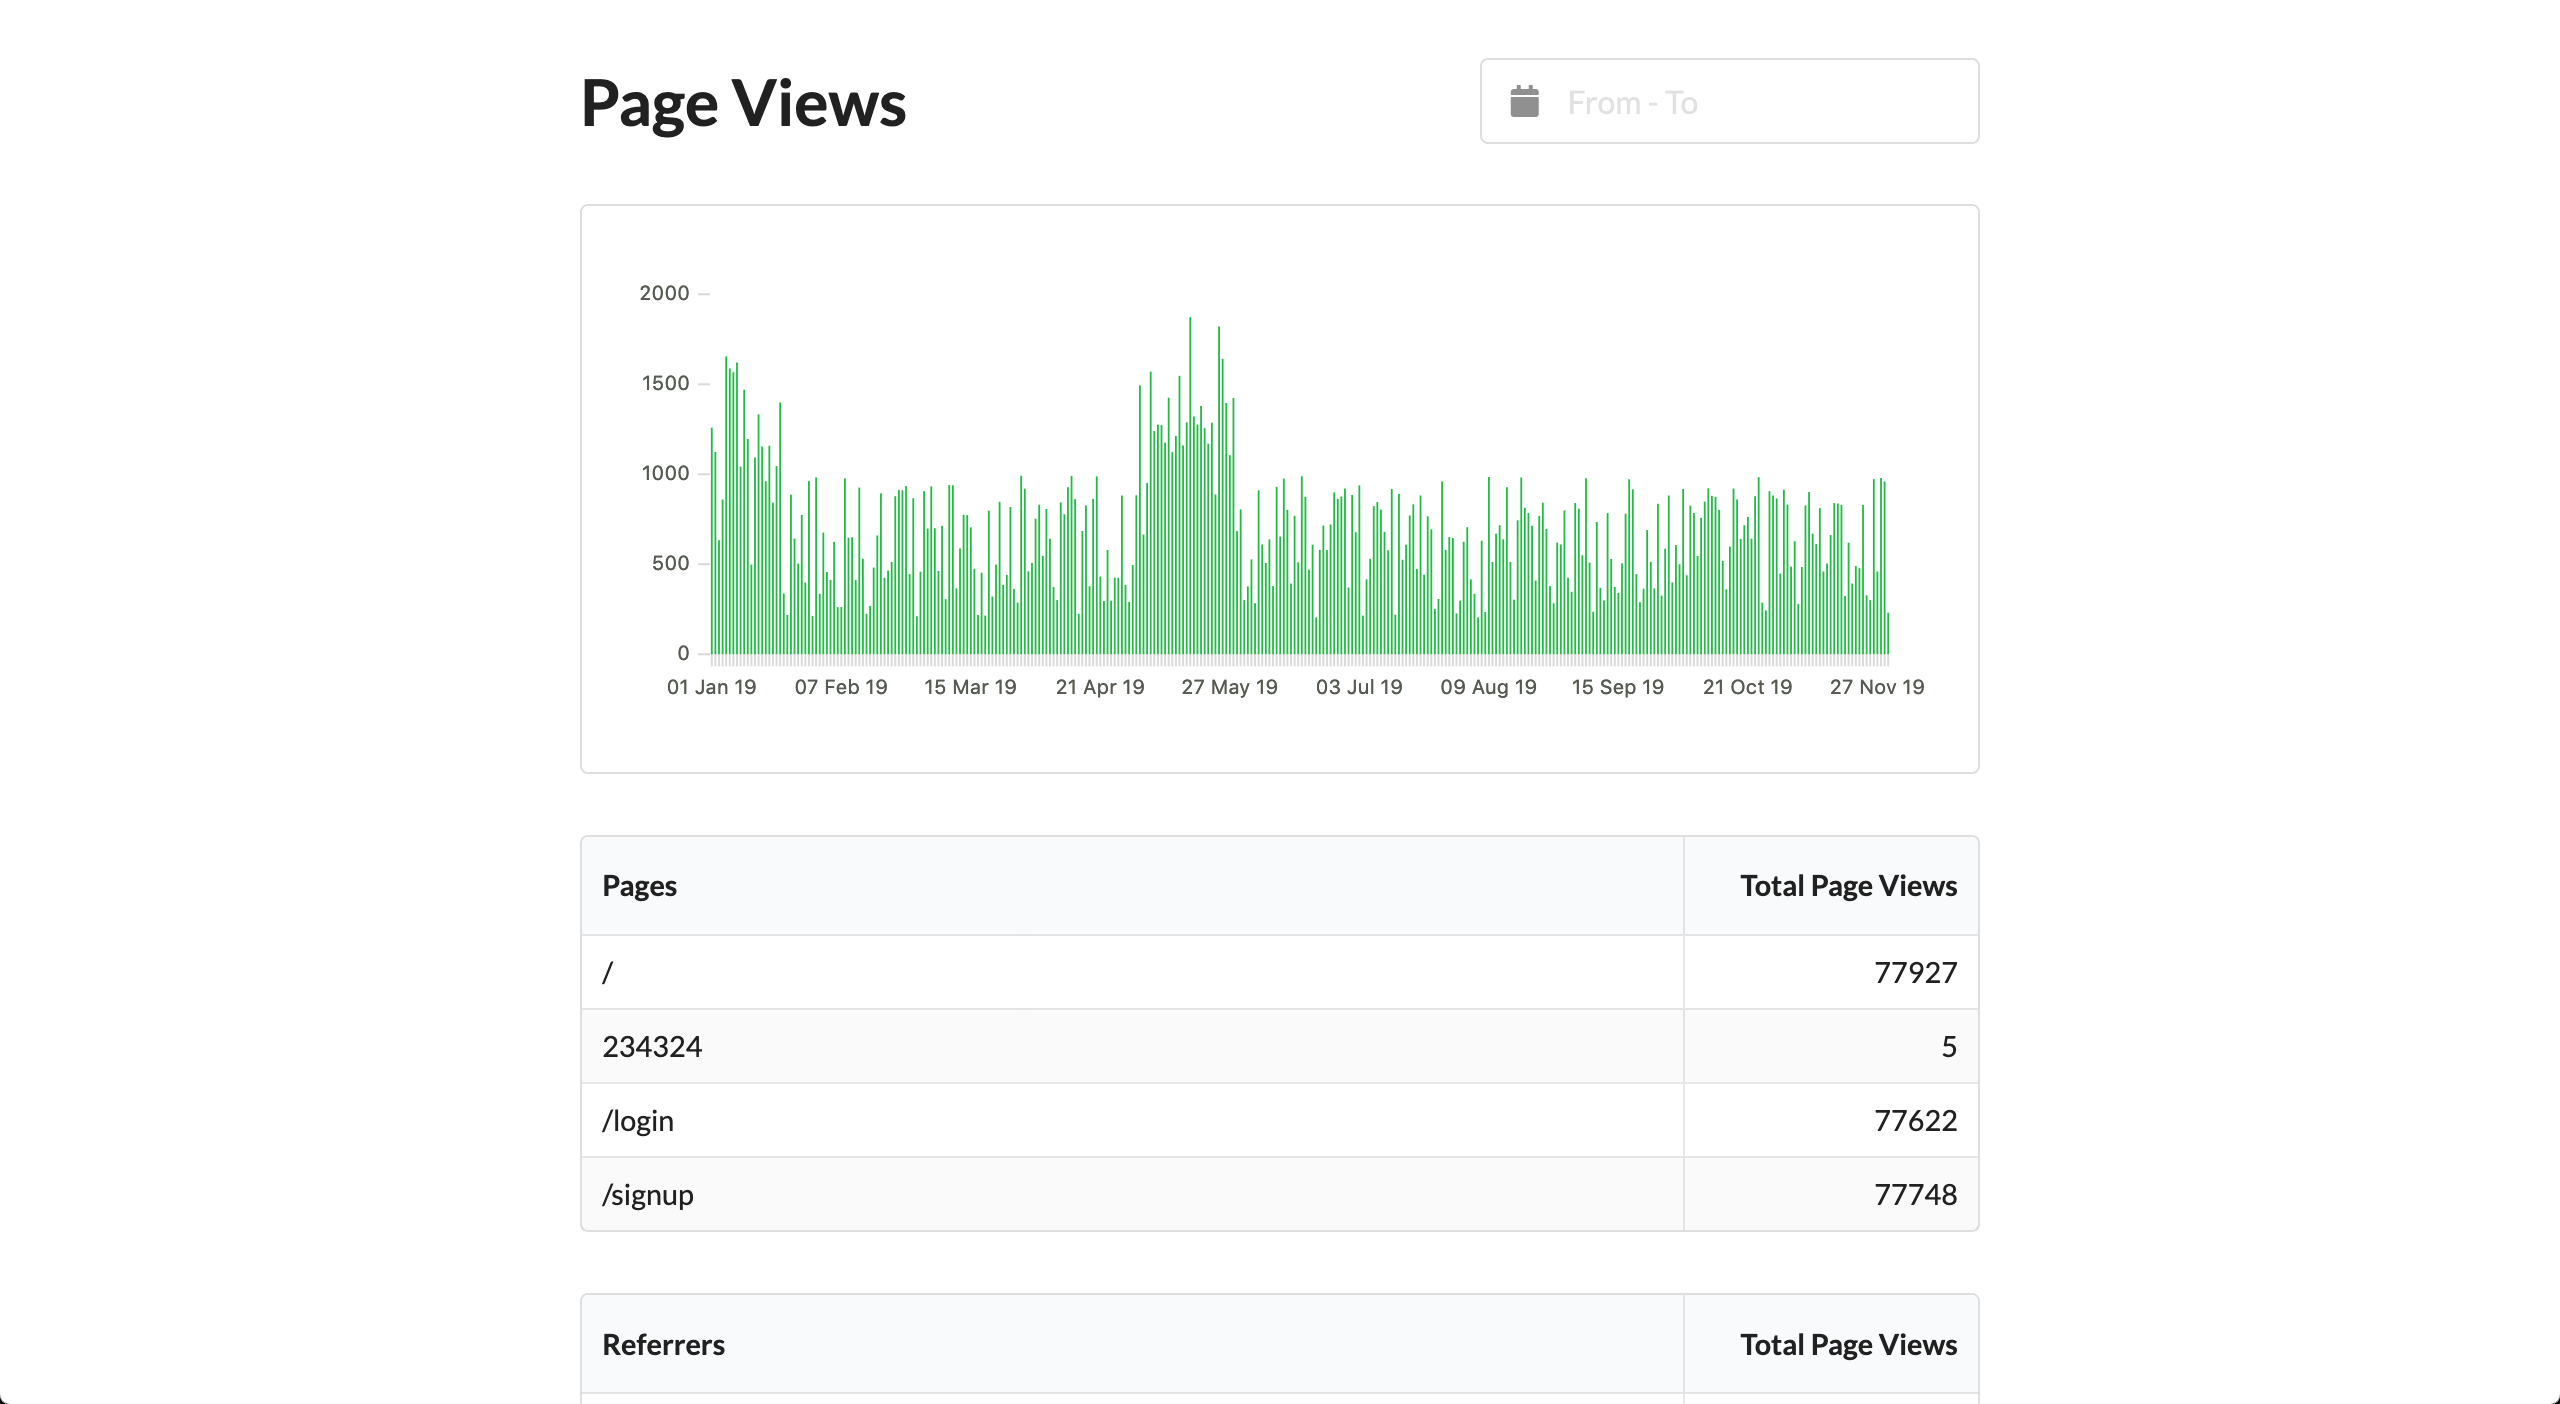 Page Views
From - To
2000
1500
1000
500
0
01 Jan 19 07 Feb 19 15 Mar 19 21 Apr 19 27 May 19 03 Jul 19 09 Aug 19 15 Sep 19 21 Oct 19 27 Nov 19
Pages Total Page Views
/ 77927
234324 5
/login 77622
/signup 77748
Referrers Total Page Views